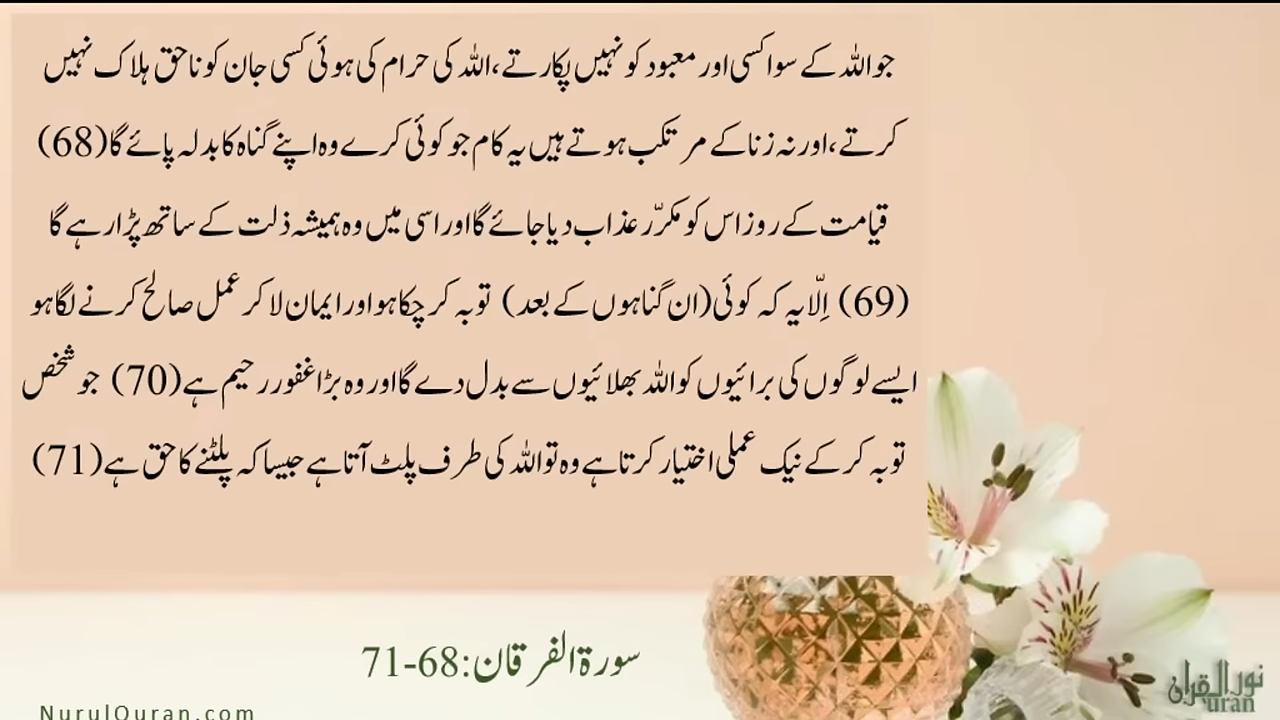 جو اللہ کے سوا کسی اور معبود کو نہیں پکارتے، اللہ کی حرام کی ہوئی کسی جان کو ناحق ہلاک نہیں
کرتے، اور نہ زنا کے مرتکب ہوتے ہیں یہ کام جو کوئی کرے وہ اپنے گناہ کا بدلہ پائے گا (68)
قیامت کے روز اس کو مکرّر عذاب دیا جائے گا اور اسی میں وہ ہمیشہ ذلت کے ساتھ پڑا رہے گا
(69) اِلّا یہ کہ کوئی (ان گناہوں کے بعد) توبہ کر چکا ہو اور ایمان لا کر عمل صالح کرنے لگا ہو
ایسے لوگوں کی برائیوں کو اللہ بھلائیوں سے بدل دے گا اور وہ بڑا غفور رحیم ہے (70) جو شخص
توبہ کر کے نیک عملی اختیار کرتا ہے وہ تو اللہ کی طرف پلٹ آتا ہے جیسا کہ پلٹنے کا حق ہے (71)
سورۃ الفرقان: 68-71
NurulQuran.com
نور القرآن
uran